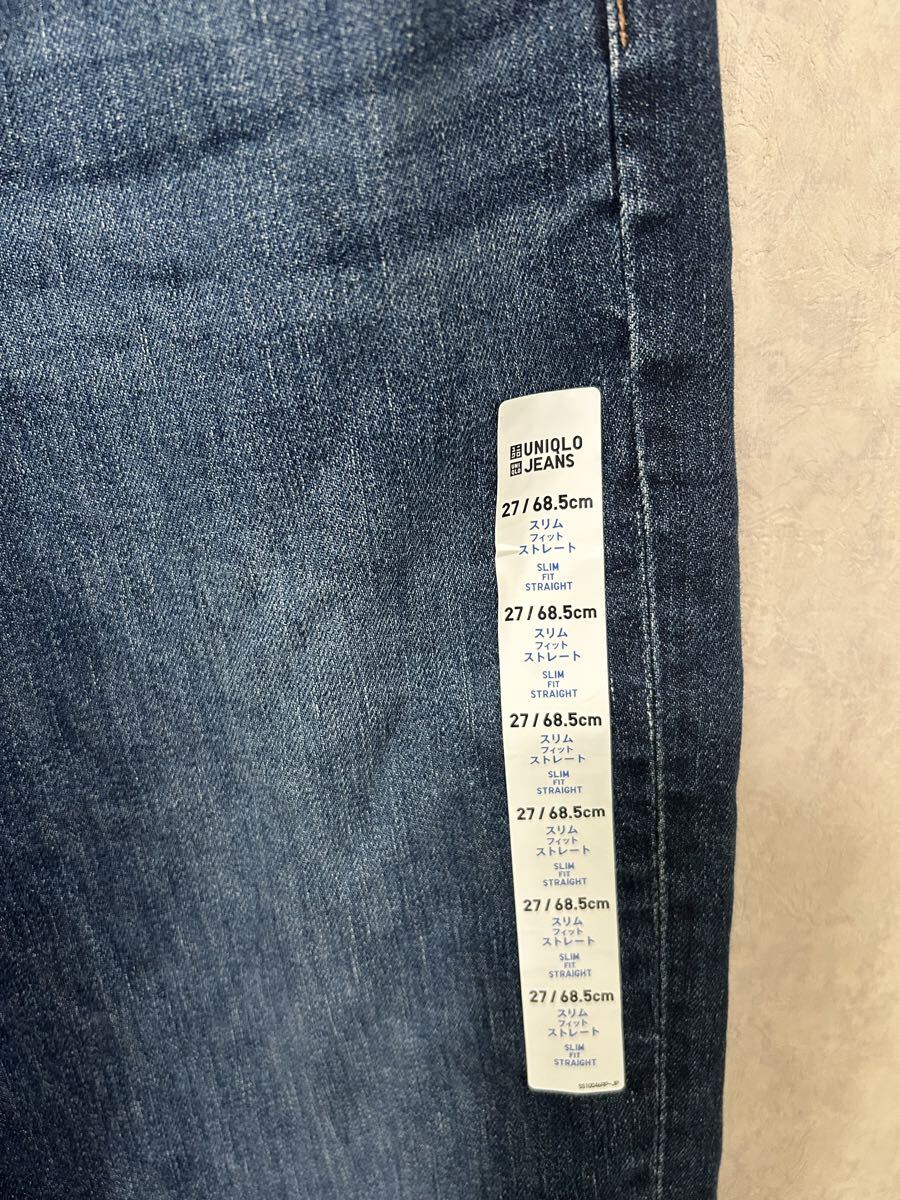 UNIQLO
JEANS
27/68.5cm
スリム
フィット
ストレート
SLIM
FIT
STRAIGHT
27/68.5cm
スリム
フィット
ストレート
SLIM
FIT
STRAIGHT
27/68.5cm
スリム
フィット
ストレート
SLIM
FIT
STRAIGHT
27/68.5cm
スリム
フィット
ストレート
SLIM
FIT
STRAIGHT
27/68.5cm
スリム
フィット
ストレート
SLIM
FIT
STRAIGHT
27/68.5cm
スリム
フィット
ストレート
SLIM
FIT
STRAIGHT